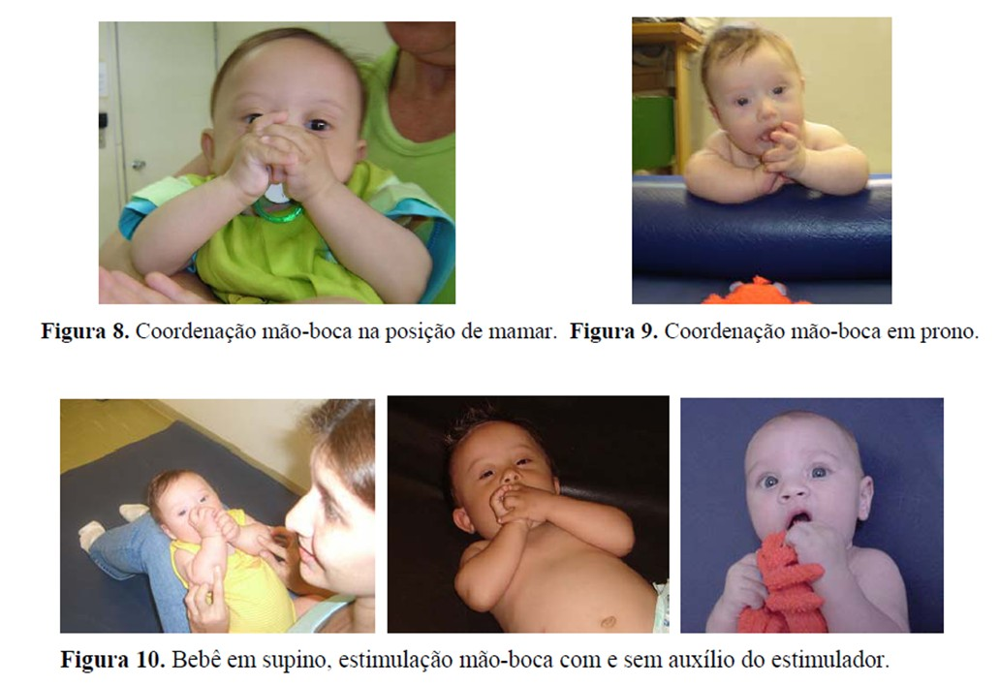 Figura 8. Coordenação mão-boca na posição de mamar. Figura 9. Coordenação mão-boca em prono.
Figura 10. Bebê em supino, estimulação mão-boca com e sem auxílio do estimulador.